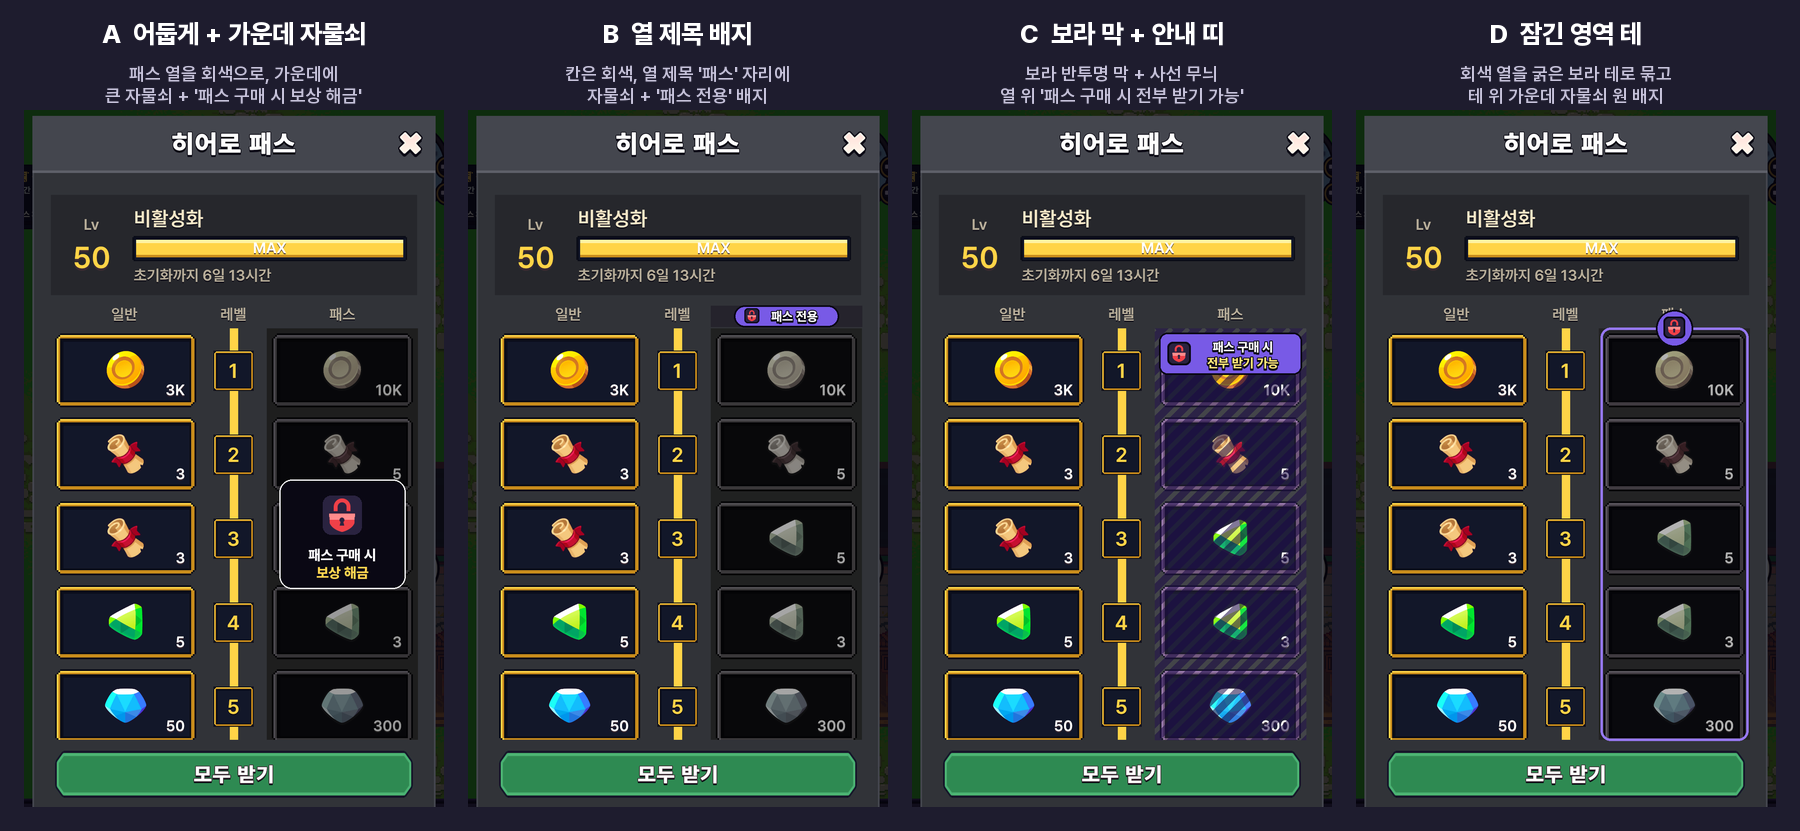 A 어둡게 + 가운데 자물쇠
패스 열을 회색으로, 가운데에
큰 자물쇠 + '패스 구매 시 보상 해금'
히어로 패스
Lv
50
비활성화
MAX
초기화까지 6일 13시간
일반 레벨 패스
3K 1 10K
3 2 5
3 3
패스 구매 시
보상 해금
5 4 3
50 5 300
모두 받기
B 열 제목 배지
칸은 회색, 열 제목 '패스' 자리에
자물쇠 + '패스 전용' 배지
히어로 패스
Lv
50
비활성화
MAX
초기화까지 6일 13시간
일반 레벨 패스 전용
3K 1 10K
3 2 5
3 3 5
5 4 3
50 5 300
모두 받기
C 보라 막 + 안내 띠
보라 반투명 막 + 사선 무늬
열 위 '패스 구매 시 전부 받기 가능'
히어로 패스
Lv
50
비활성화
MAX
초기화까지 6일 13시간
일반 레벨 패스
패스 구매 시
전부 받기 가능
3K 1 10K
3 2 5
3 3 5
5 4 3
50 5 300
모두 받기
D 잠긴 영역 테
회색 열을 굵은 보라 테로 묶고
테 위 가운데 자물쇠 원 배지
히어로 패스
Lv
50
비활성화
MAX
초기화까지 6일 13시간
일반 레벨
3K 1 10K
3 2 5
3 3 5
5 4 3
50 5 300
모두 받기